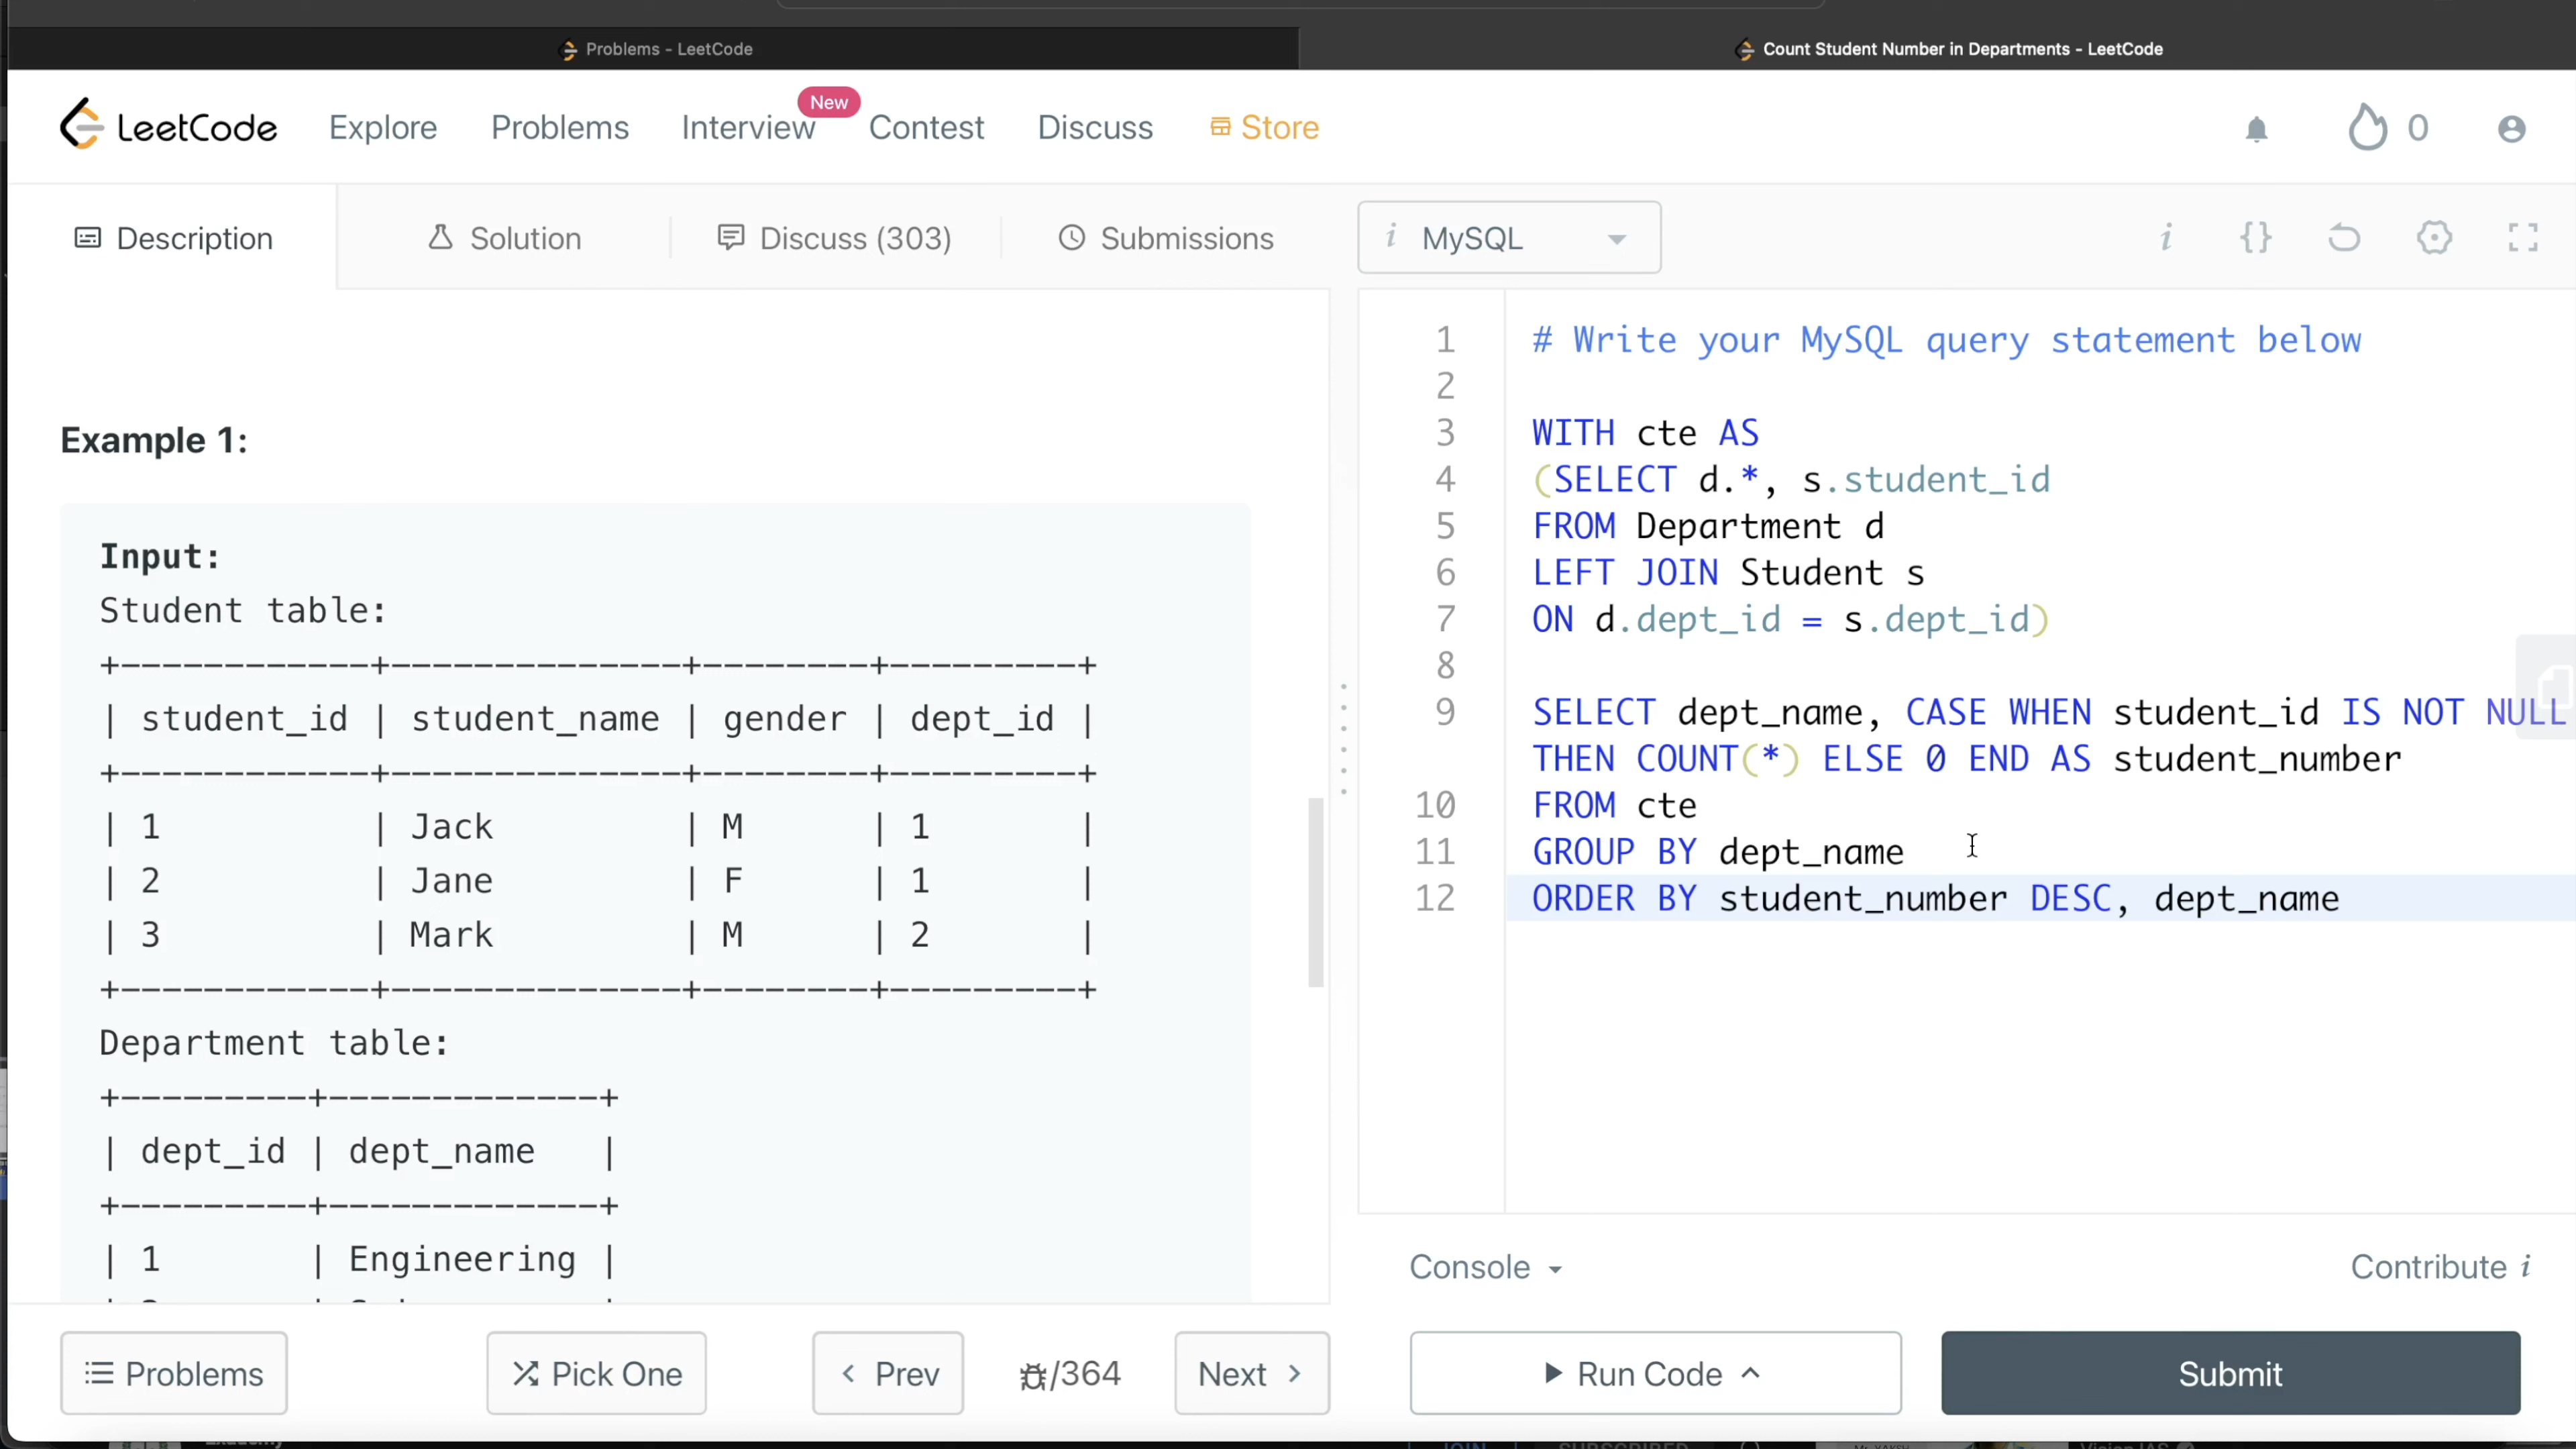 Problems - LeetCode
Count Student Number in Departments - LeetCode
LeetCode
Explore
Problems
Interview
New
Contest
Discuss
Store
0
Description
Solution
Discuss (303)
Submissions
i MySQL
i {}
Example 1:
Input:
Student table:
+------------+--------------+--------+---------+
| student_id | student_name | gender | dept_id |
+------------+--------------+--------+---------+
| 1          | Jack         | M      | 1       |
| 2          | Jane         | F      | 1       |
| 3          | Mark         | M      | 2       |
+------------+--------------+--------+---------+
Department table:
+---------+-------------+
| dept_id | dept_name   |
+---------+-------------+
| 1       | Engineering |
1 # Write your MySQL query statement below
2
3 WITH cte AS
4 (SELECT d.*, s.student_id
5 FROM Department d
6 LEFT JOIN Student s
7 ON d.dept_id = s.dept_id)
8
9 SELECT dept_name, CASE WHEN student_id IS NOT NULL
THEN COUNT(*) ELSE 0 END AS student_number
10 FROM cte
11 GROUP BY dept_name
12 ORDER BY student_number DESC, dept_name
Console
Contribute i
Problems
Pick One
< Prev
/364
Next >
Run Code
Submit